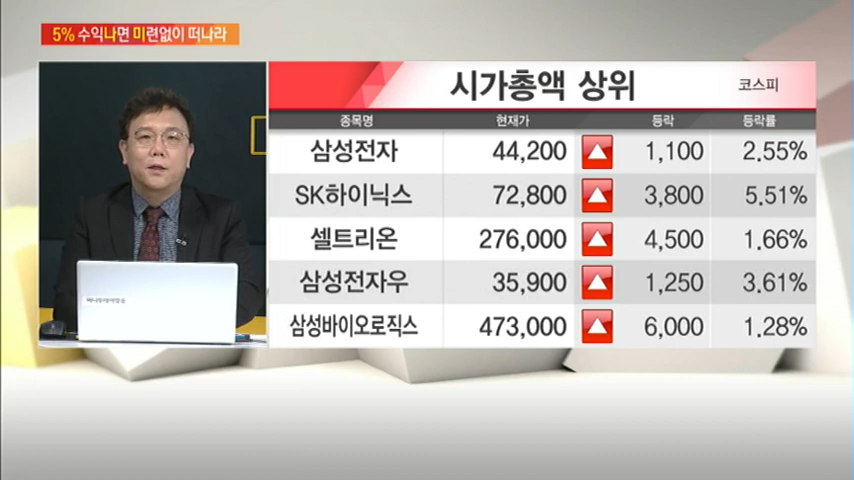 5% 수익나면 미련없이 떠나라
시가총액 상위
코스피
종목명 현재가 등락 등락률
삼성전자 44,200 1,100 2.55%
SK하이닉스 72,800 3,800 5.51%
셀트리온 276,000 4,500 1.66%
삼성전자우 35,900 1,250 3.61%
삼성바이오로직스 473,000 6,000 1.28%